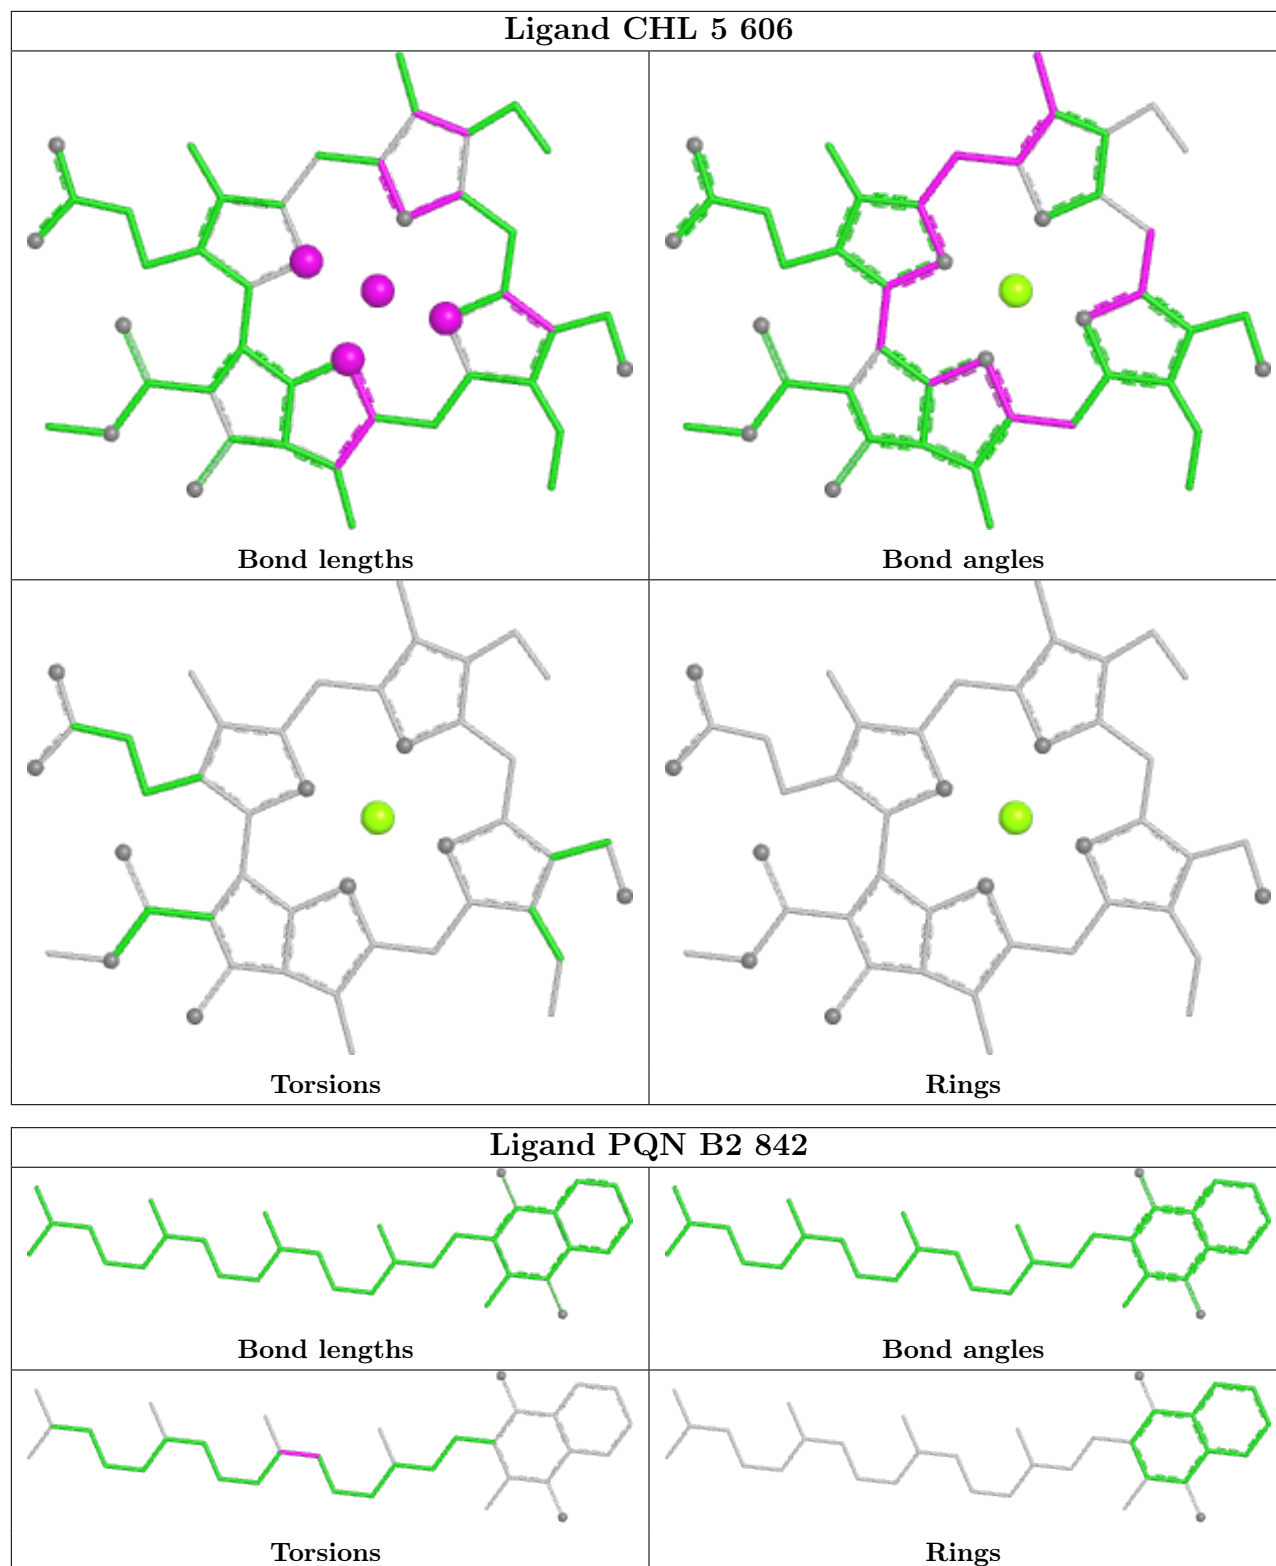 Ligand CHL 5 606
Bond lengths
Bond angles
Torsions
Rings
Ligand PQN B2 842
Bond lengths
Bond angles
Torsions
Rings